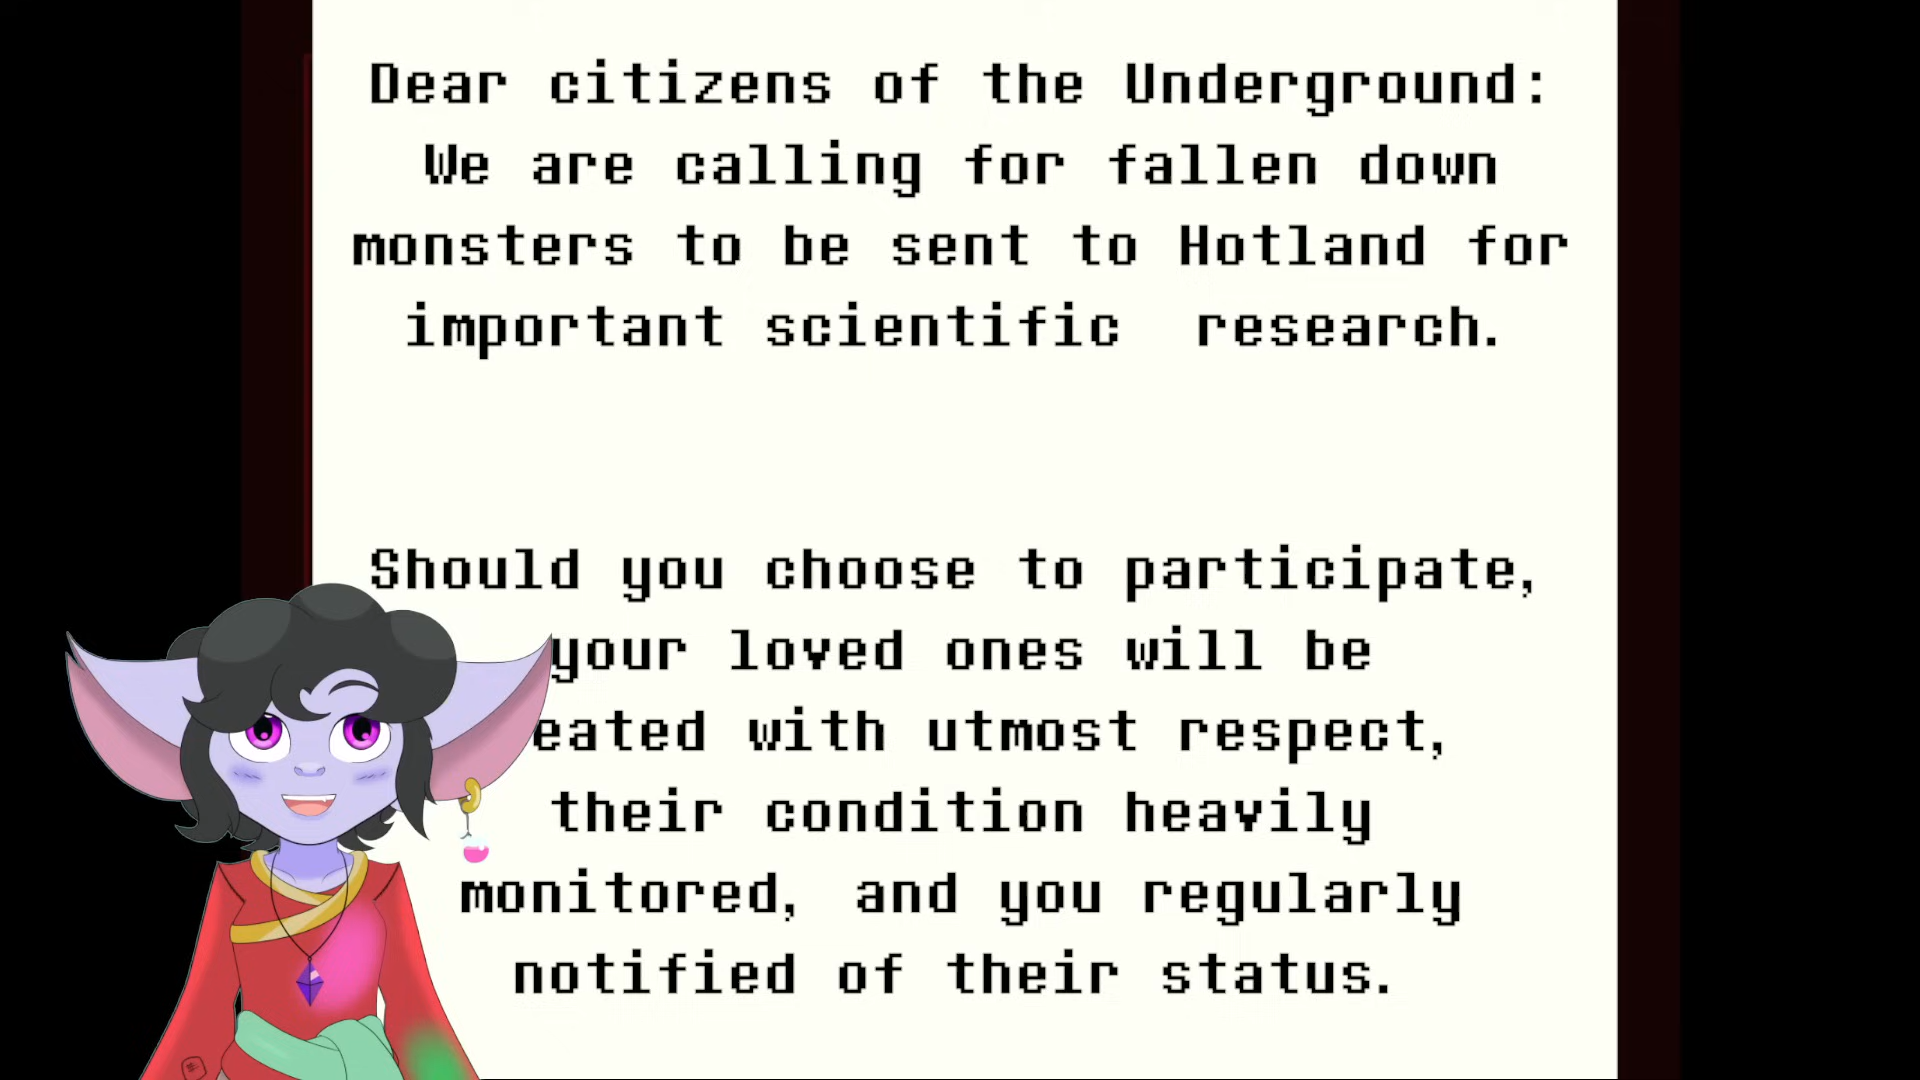 Dear citizens of the Underground:
We are calling for fallen down
monsters to be sent to Hotland for
important scientific research.
Should you choose to participate,
your loved ones will be
eated with utmost respect,
their condition heavily
monitored, and you regularly
notified of their status.